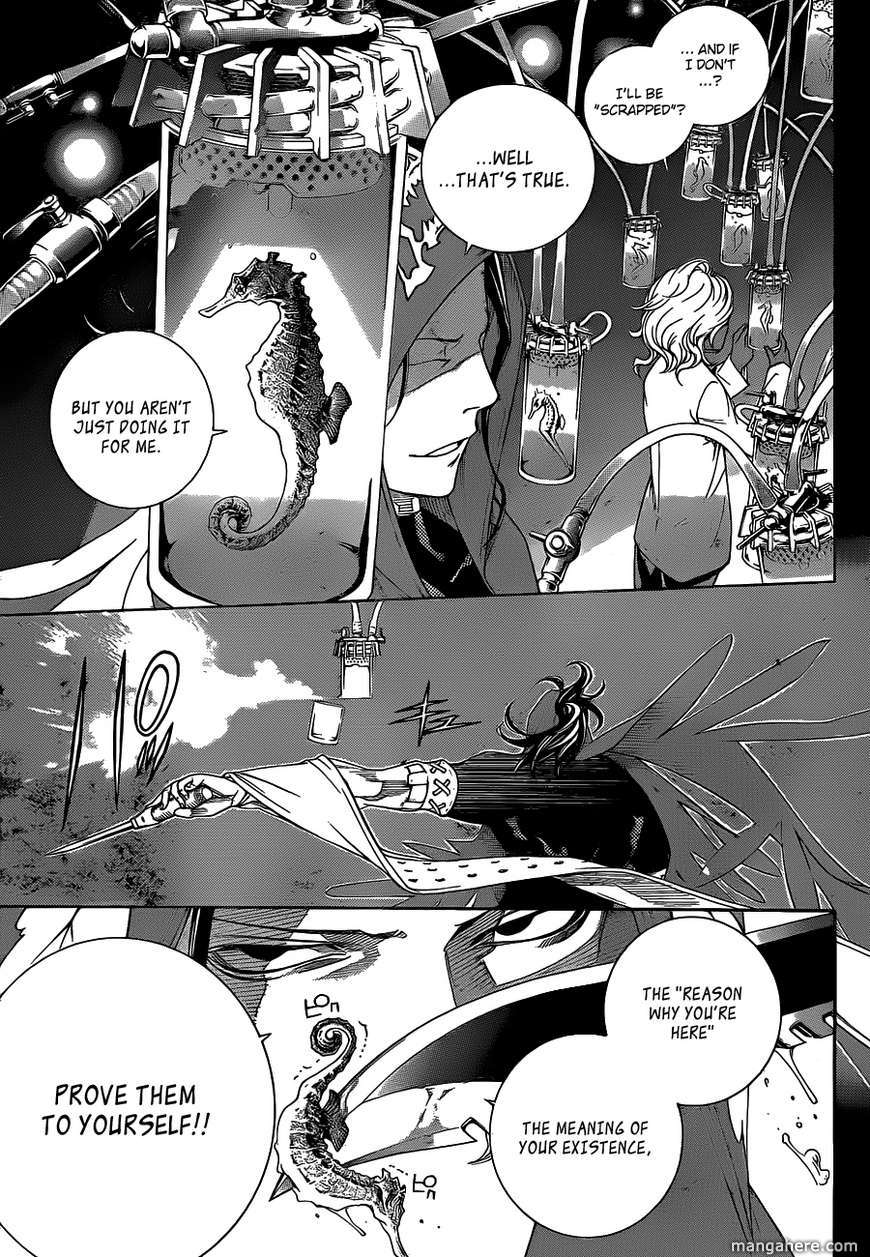 ... AND IF
I DON'T
...?
I'LL BE
"SCRAPPED"?
...WELL
...THAT'S TRUE.
BUT YOU AREN'T
JUST DOING IT
FOR ME.
THE "REASON
WHY YOU'RE
HERE"
THE MEANING OF
YOUR EXISTENCE,
PROVE THEM
TO YOURSELF!!
mangahere.com